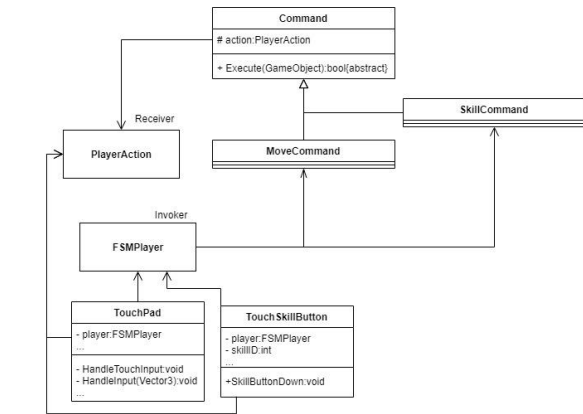 Command
# action:PlayerAction
+ Execute(GameObject):bool{abstract}
SkillCommand
Receiver
PlayerAction
MoveCommand
Invoker
FSMPlayer
TouchPad
- player:FSMPlayer
...
- HandleTouchInput:void
- HandleInput(Vector3):void
...
TouchSkillButton
- player:FSMPlayer
- skillID:int
...
+SkillButtonDown:void